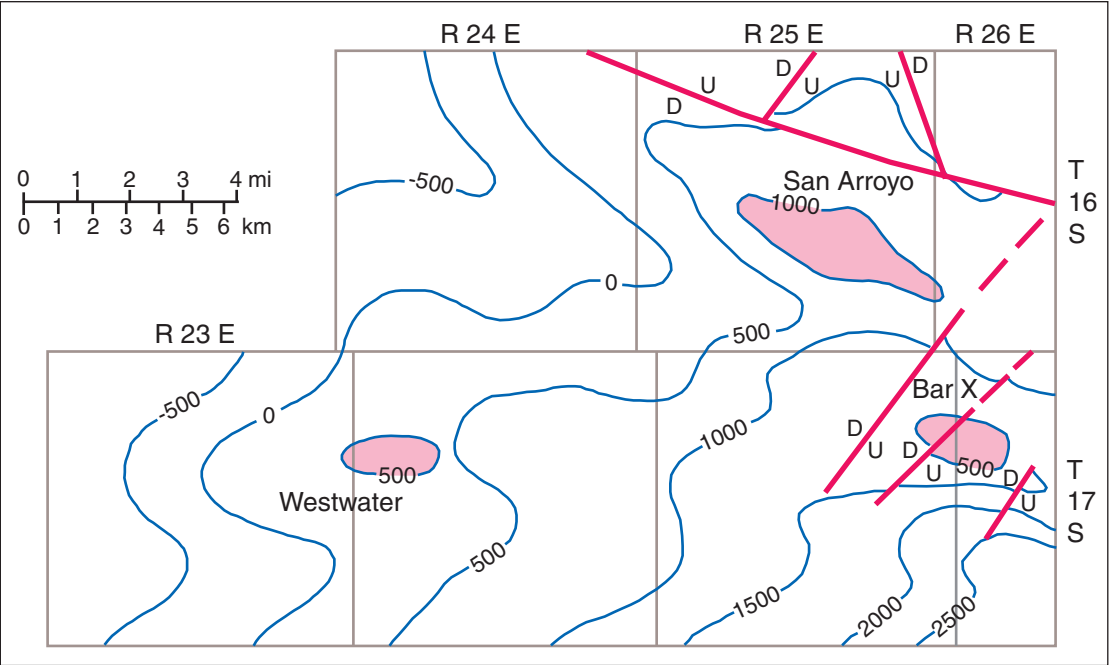 R 24 E R 25 E R 26 E
D U D
U U
D
0 1 2 3 4 mi
0 1 2 3 4 5 6 km
-500
San Arroyo
1000
T
16
S
0
500
R 23 E
-500
0
Bar X
1000
D
U D
500
U
500
D
U
T
17
S
Westwater
500
1500
2000
2500